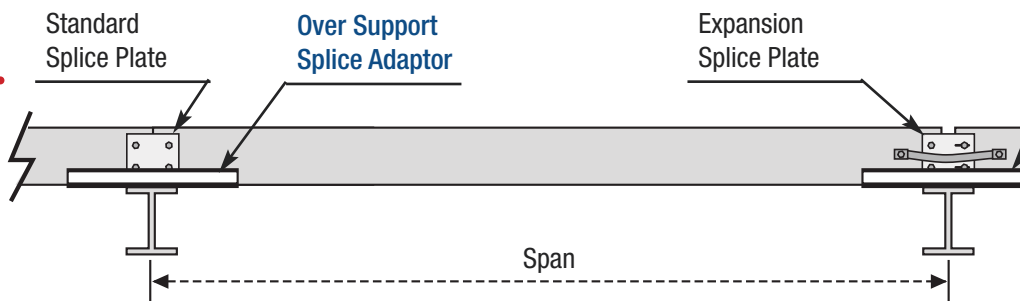 Standard
Splice Plate
Over Support
Splice Adaptor
Expansion
Splice Plate
Span